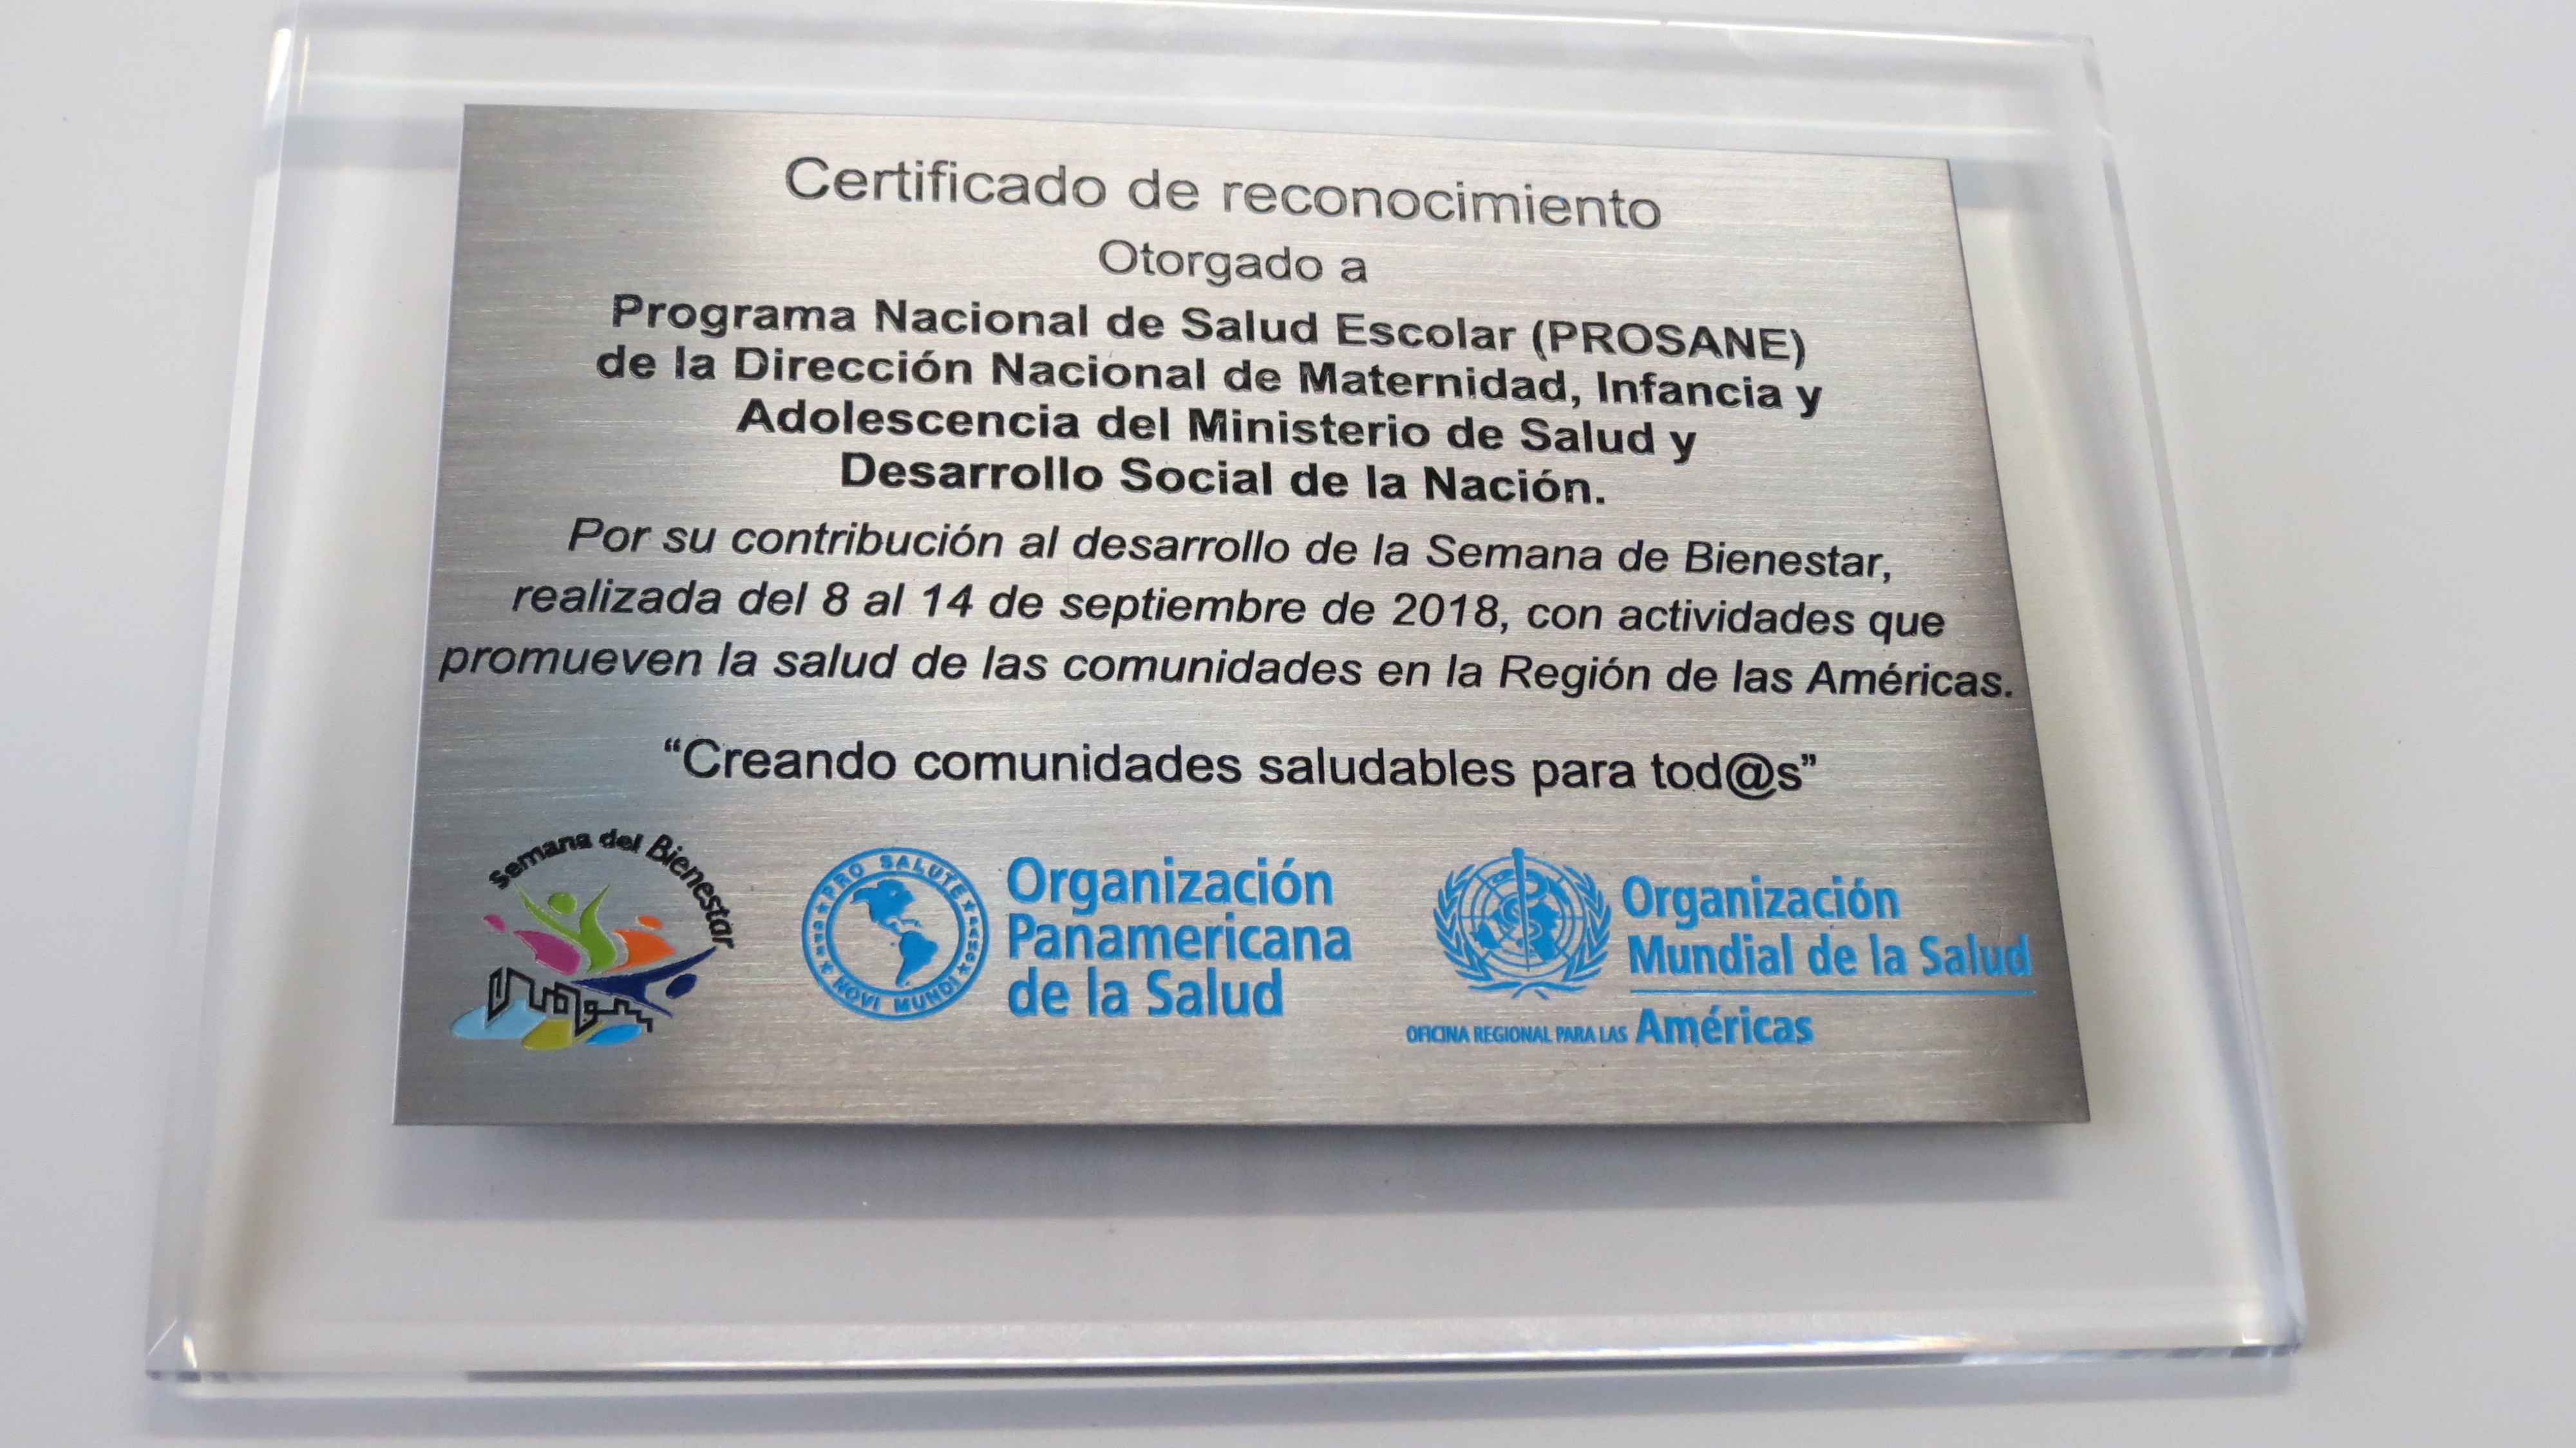 Certificado de reconocimiento
Otorgado a
Programa Nacional de Salud Escolar (PROSANE)
de la Dirección Nacional de Maternidad, Infancia y
Adolescencia del Ministerio de Salud y
Desarrollo Social de la Nación.
Por su contribución al desarrollo de la Semana de Bienestar,
realizada del 8 al 14 de septiembre de 2018, con actividades que
promueven la salud de las comunidades en la Región de las Américas.
“Creando comunidades saludables para tod@s”
Semana del Bienestar
PRO SALUTE
NOVI MUNDI
Organización
Panamericana
de la Salud
Organización
Mundial de la Salud
OFICINA REGIONAL PARA LAS Américas